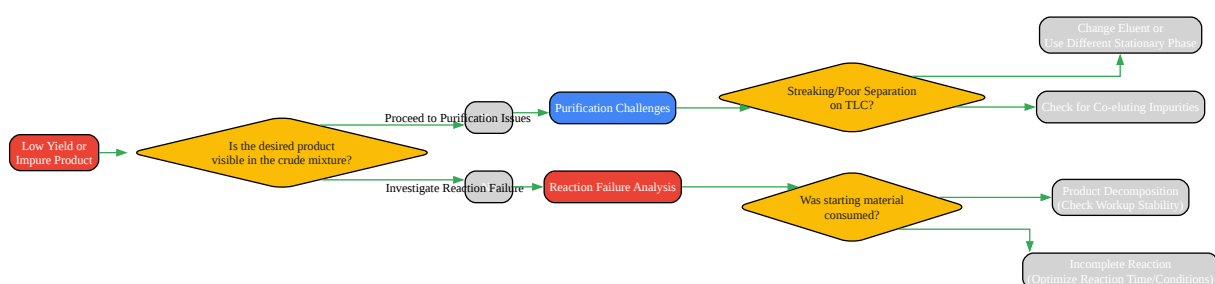 Low Yield or
Impure Product
Is the desired product
visible in the crude mixture?
Proceed to Purification Issues
Investigate Reaction Failure
Purification Challenges
Reaction Failure Analysis
Streaking/Poor Separation
on TLC?
Was starting material
consumed?
Change Eluent or
Use Different Stationary Phase
Check for Co-eluting Impurities
Product Decomposition
(Check Workup Stability)
Incomplete Reaction
(Optimize Reaction Time/Conditions)